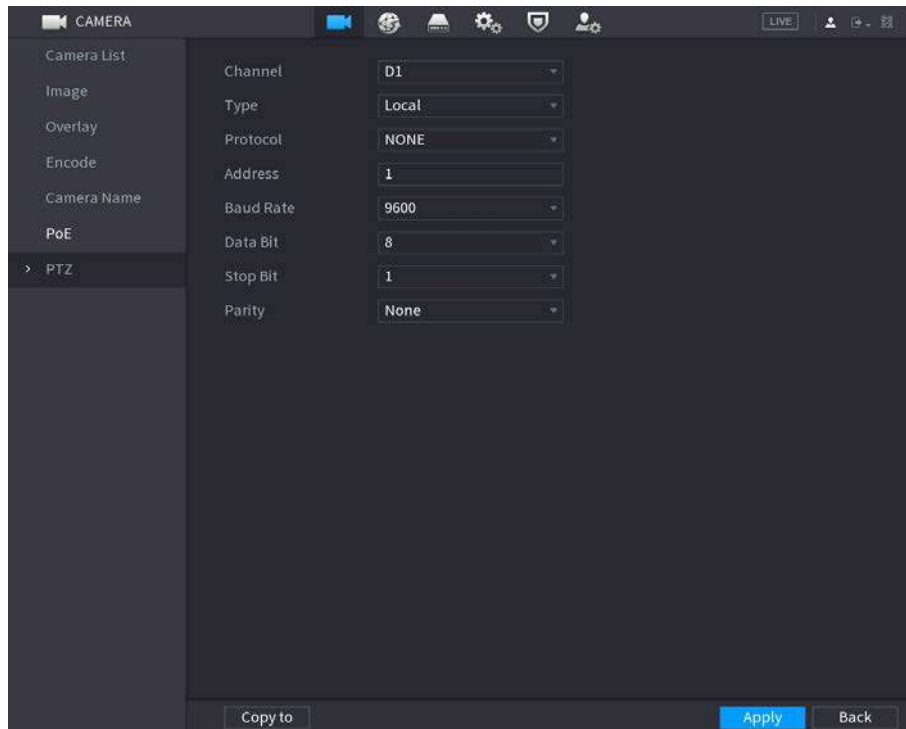 CAMERA
LIVE
Camera List
Image
Overlay
Encode
Camera Name
PoE
> PTZ
Channel D1
Type Local
Protocol NONE
Address 1
Baud Rate 9600
Data Bit 8
Stop Bit 1
Parity None
Copy to
Apply
Back